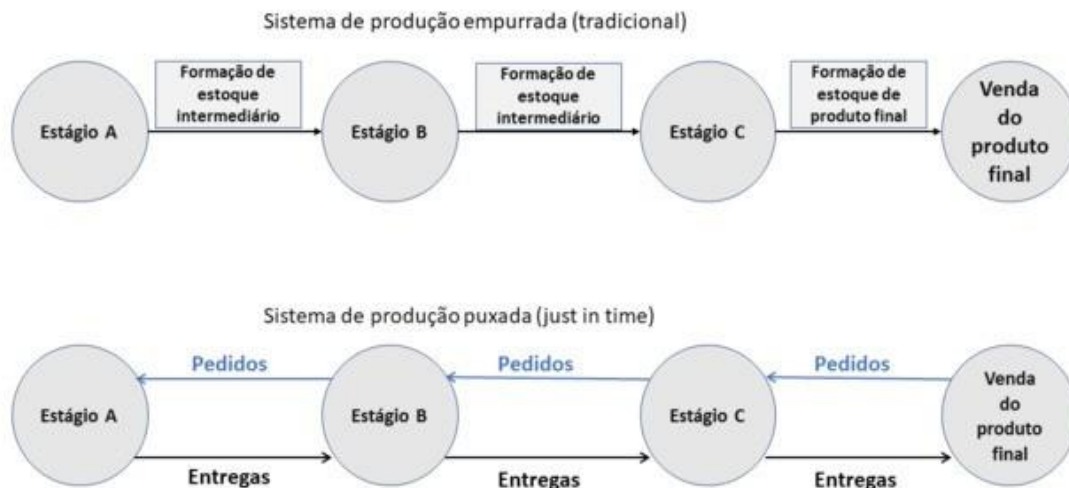 Sistema de produção empurrada (tradicional)
Estágio A
Formação de
estoque
intermediário
Estágio B
Formação de
estoque
intermediário
Estágio C
Formação de
estoque de
produto final
Venda
do
produto
final
Sistema de produção puxada (just in time)
Estágio A
Pedidos
Entregas
Estágio B
Pedidos
Entregas
Estágio C
Pedidos
Entregas
Venda
do
produto
final